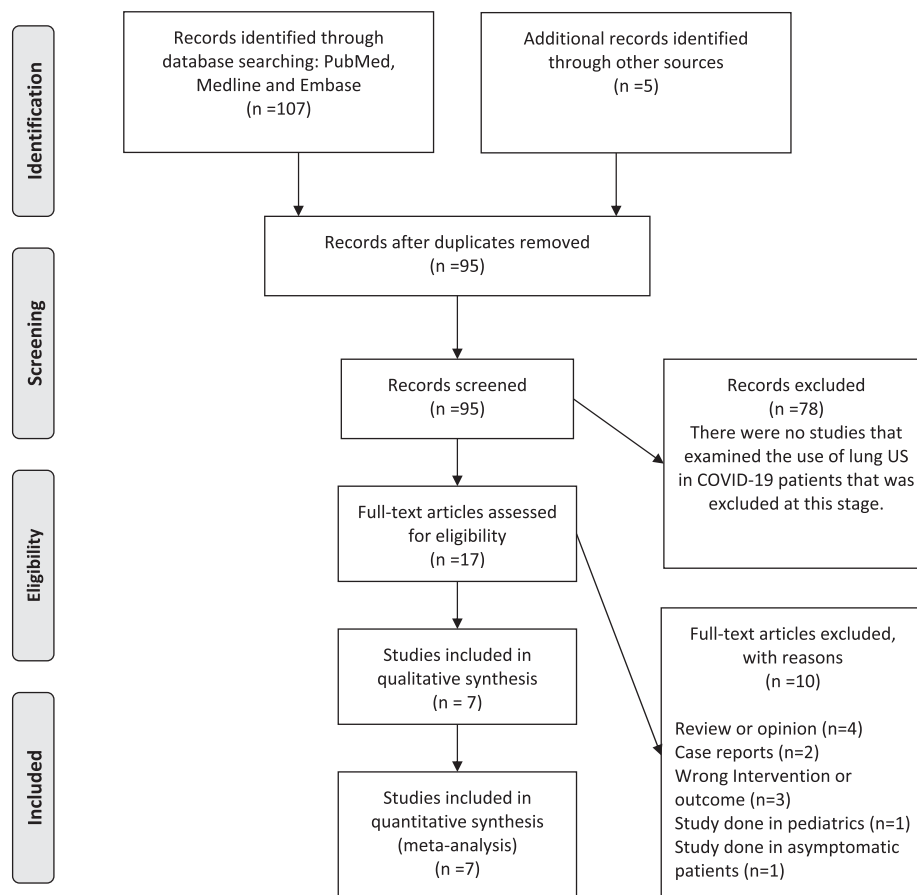 Identification
Records identified through
database searching: PubMed,
Medline and Embase
(n =107)
Additional records identified
through other sources
(n =5)
Records after duplicates removed
(n =95)
Screening
Records screened
(n =95)
Records excluded
(n =78)
There were no studies that
examined the use of lung US
in COVID-19 patients that was
excluded at this stage.
Eligibility
Full-text articles assessed
for eligibility
(n =17)
Full-text articles excluded,
with reasons
(n =10)
Review or opinion (n=4)
Case reports (n=2)
Wrong Intervention or
outcome (n=3)
Study done in pediatrics (n=1)
Study done in asymptomatic
patients (n=1)
Studies included in
qualitative synthesis
(n = 7)
Included
Studies included in
quantitative synthesis
(meta-analysis)
(n =7)